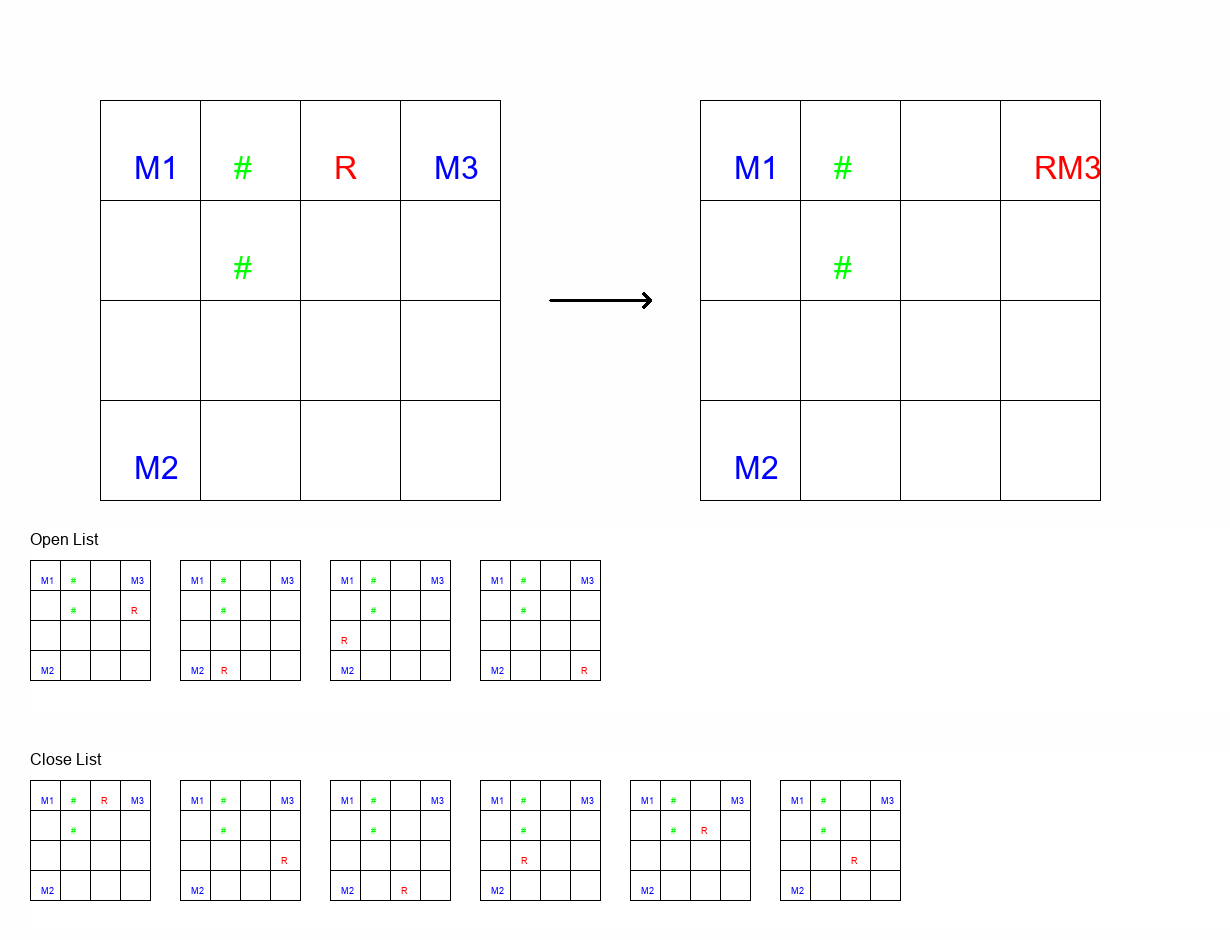 M1 # R M3 M1 # RM3
# #
M2 M2
Open List
M1 # M3 M1 # M3 M1 # M3 M1 # M3
# R # # #
R
M2 M2 R M2 M2 R
Close List
M1 # R M3 M1 # M3 M1 # M3 M1 # M3 M1 # M3 M1 # M3
# # # # # R #
R R R
M2 M2 M2 R M2 M2 M2